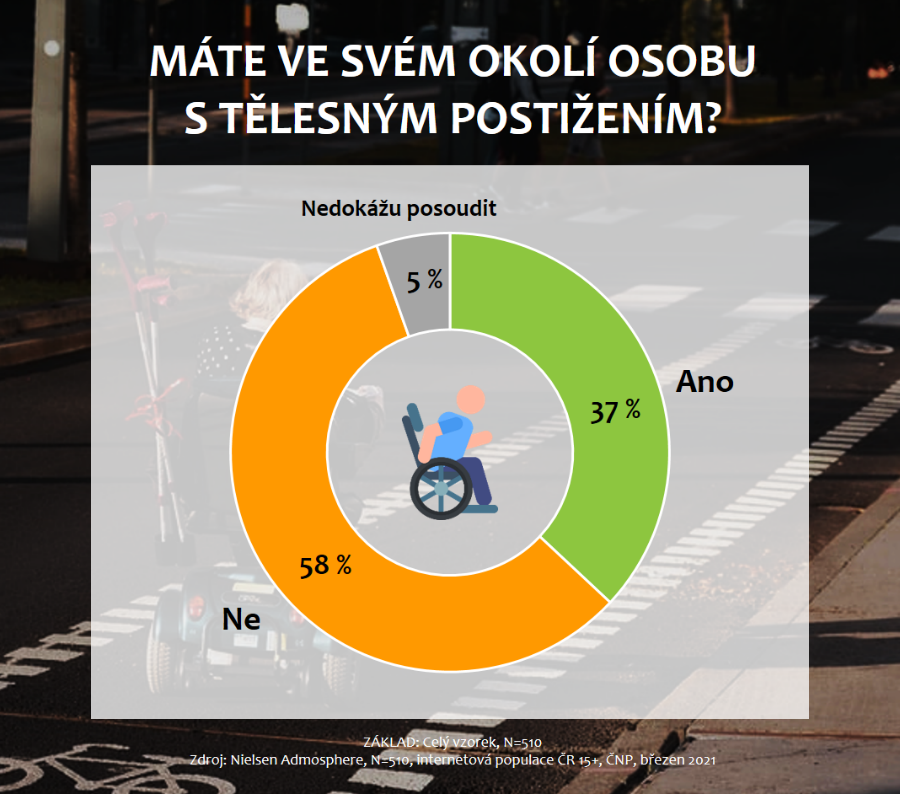 MÁTE VE SVÉM OKOLÍ OSOBU
S TĚLESNÝM POSTIŽENÍM?
Nedokážu posoudit
5 %
Ano
37 %
58 %
Ne
ZÁKLAD: Celý vzorek, N=510
Zdroj: Nielsen Admosphere, N=510, internetová populace ČR 15+, ČNP, březen 2021